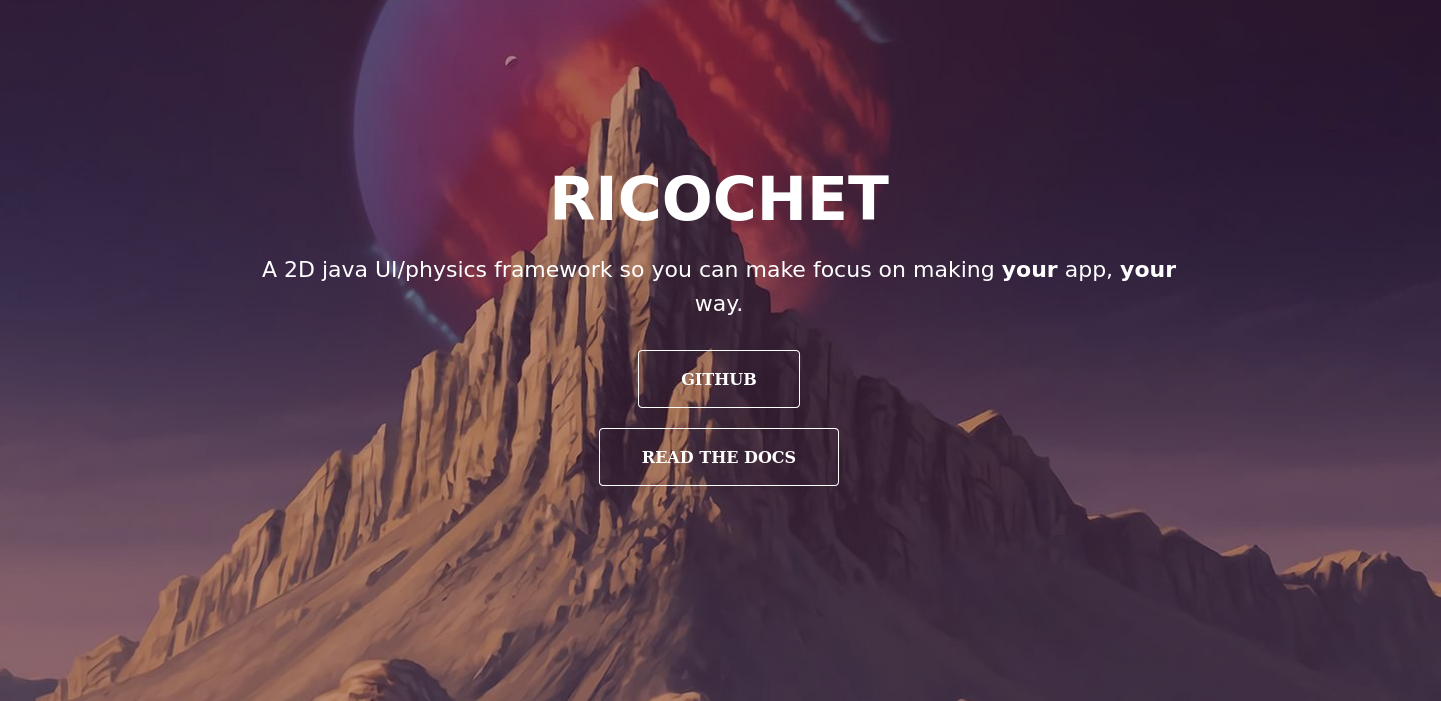 RICOCHET
A 2D java UI/physics framework so you can make focus on making your app, your
way.
GITHUB
READ THE DOCS